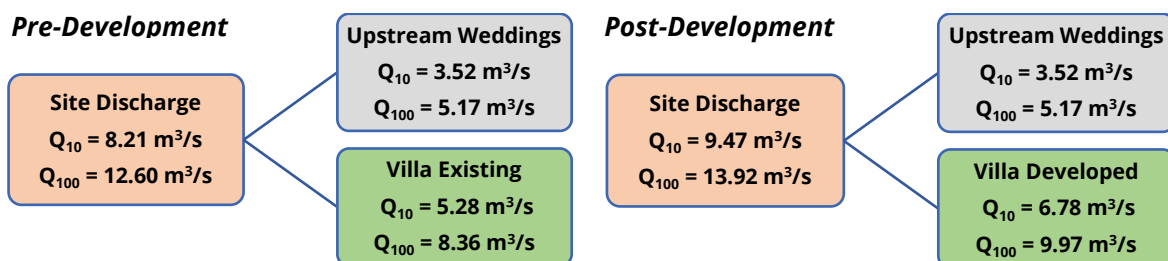 Pre-Development
Site Discharge
Q₁₀ = 8.21 m³/s
Q₁₀₀ = 12.60 m³/s
Upstream Weddings
Q₁₀ = 3.52 m³/s
Q₁₀₀ = 5.17 m³/s
Villa Existing
Q₁₀ = 5.28 m³/s
Q₁₀₀ = 8.36 m³/s
Post-Development
Site Discharge
Q₁₀ = 9.47 m³/s
Q₁₀₀ = 13.92 m³/s
Upstream Weddings
Q₁₀ = 3.52 m³/s
Q₁₀₀ = 5.17 m³/s
Villa Developed
Q₁₀ = 6.78 m³/s
Q₁₀₀ = 9.97 m³/s